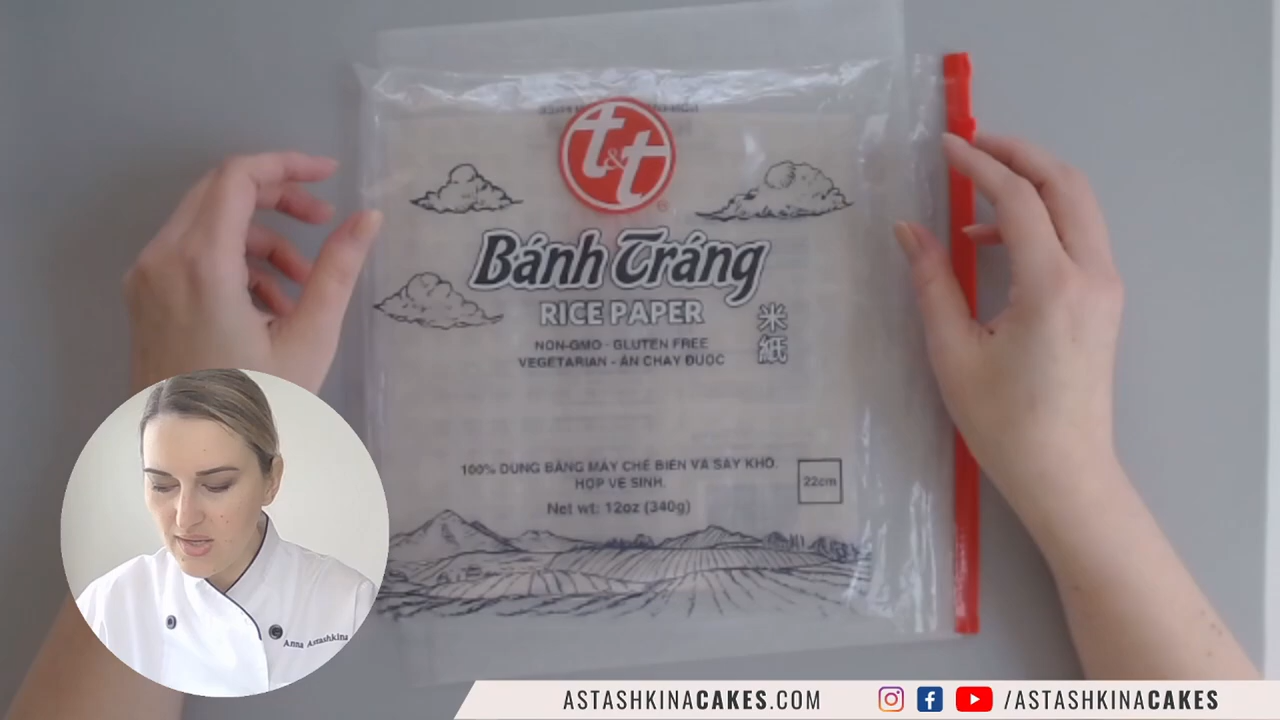 t&t
®
Bánh Tráng
RICE PAPER
米紙
NON-GMO - GLUTEN FREE
VEGETARIAN - ĂN CHAY ĐUOC
100% DUNG BẰNG MÁY CHẾ BIẾN VÀ SẤY KHÔ.
HỢP VỆ SINH.
22cm
Net wt: 12oz (340g)
Anna Astashkina
ASTASHKINACAKES.COM
/ASTASHKINACAKES